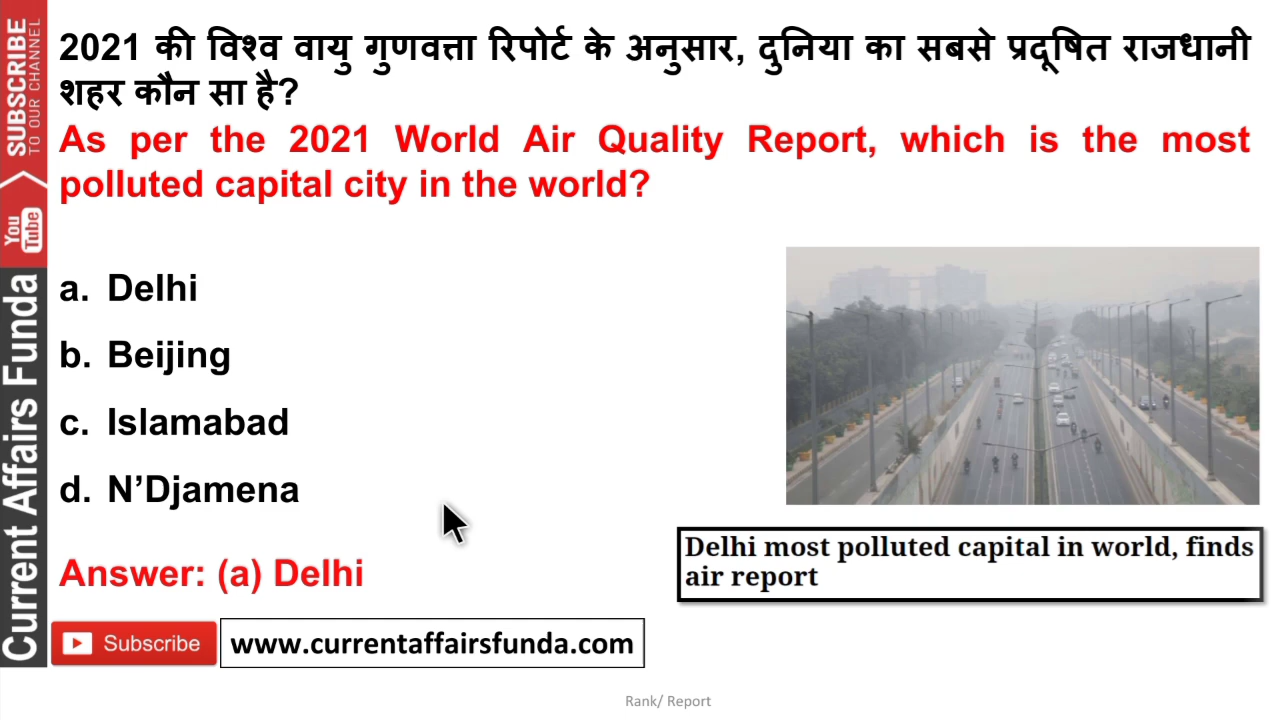 2021 की विश्व वायु गुणवत्ता रिपोर्ट के अनुसार, दुनिया का सबसे प्रदूषित राजधानी
शहर कौन सा है?
As per the 2021 World Air Quality Report, which is the most
polluted capital city in the world?
a. Delhi
b. Beijing
c. Islamabad
d. N’Djamena
Answer: (a) Delhi
Delhi most polluted capital in world, finds
air report
Subscribe
www.currentaffairsfunda.com
Rank/ Report
SUBSCRIBE
TO OUR CHANNEL
You
Tube
Current Affairs Funda